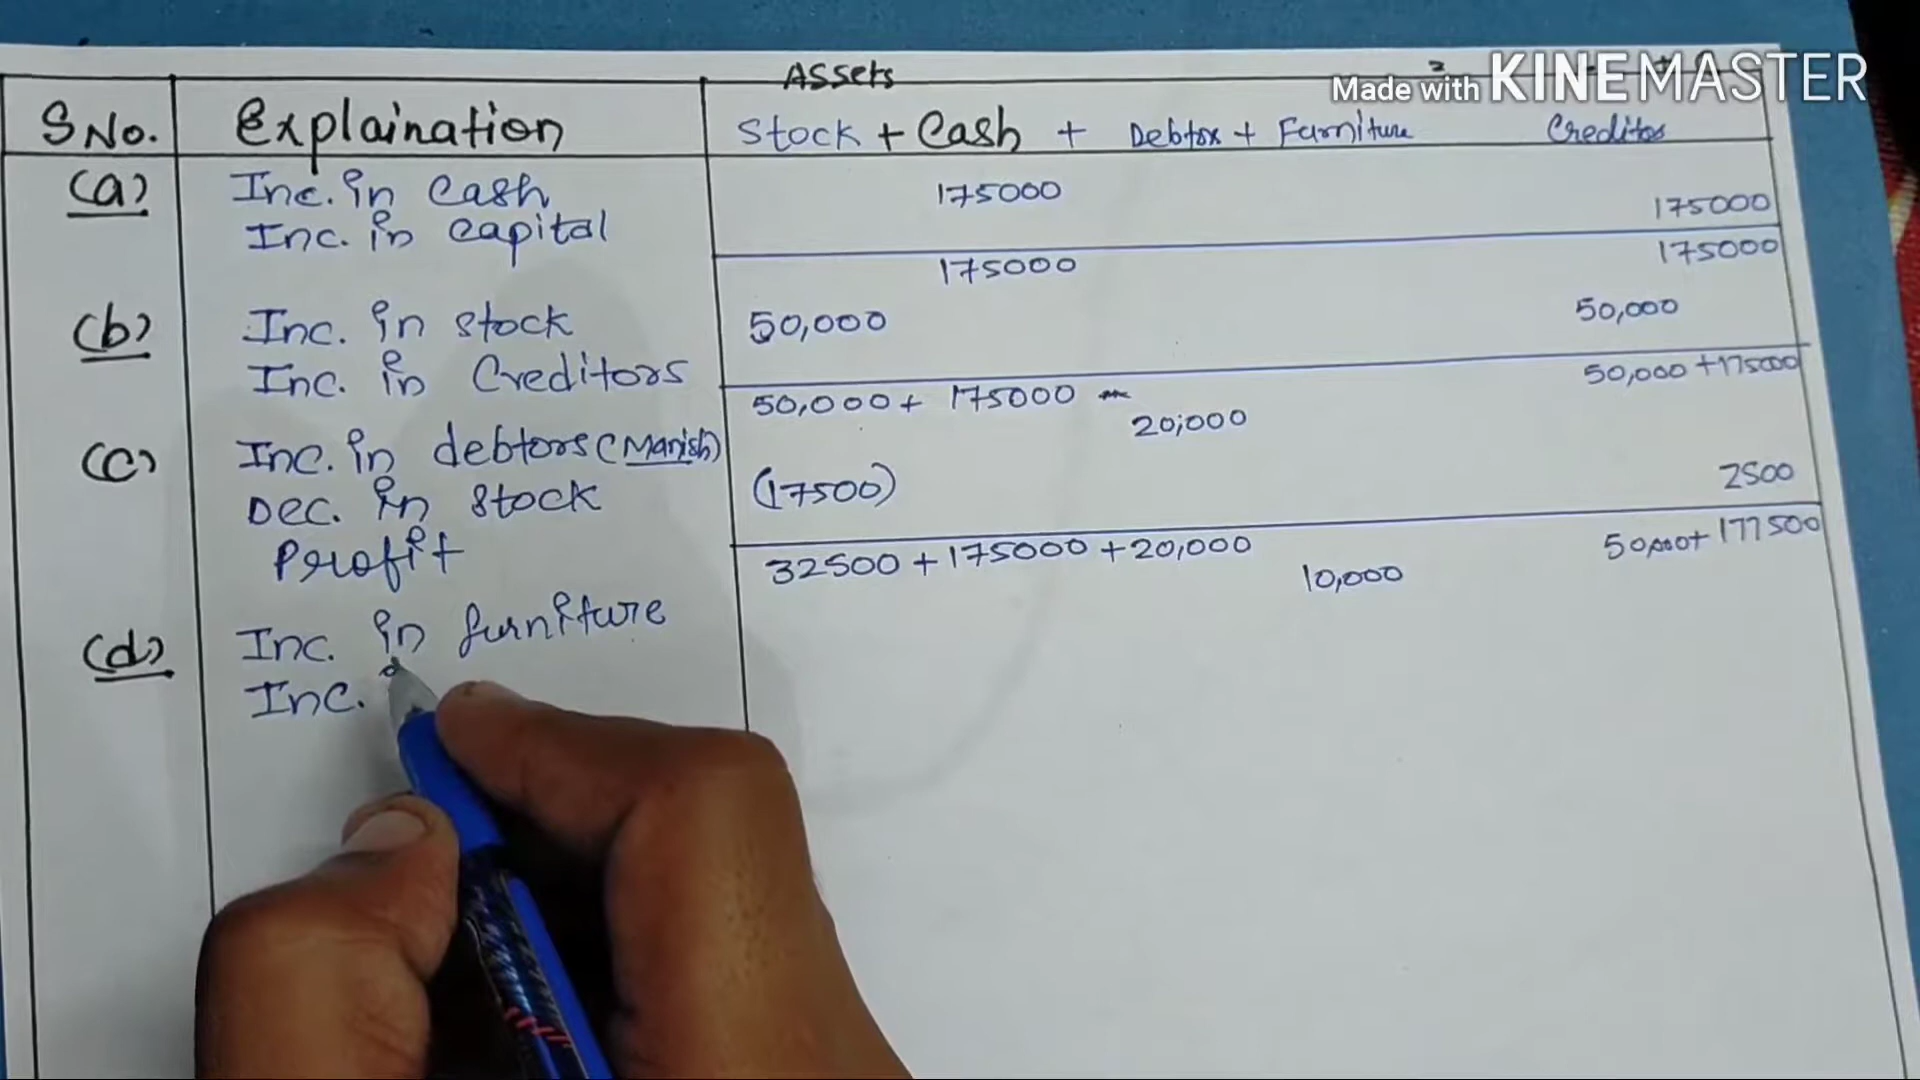 Assets
Made with KINEMASTER
S No. Explaination Stock + Cash + Debtox + Furniture Creditos
(a) Inc. in cash 175000 175000
Inc. in capital
175000 175000
(b) Inc. in stock 50,000 50,000
Inc. in Creditors
50,000 + 175000 50,000 + 175000
(c) Inc. in debtors (Manish) 20,000
Dec. in stock (17500) 2500
Profit
32500 + 175000 + 20,000 50,000+ 177500
(d) Inc. in furniture 10,000
Inc.